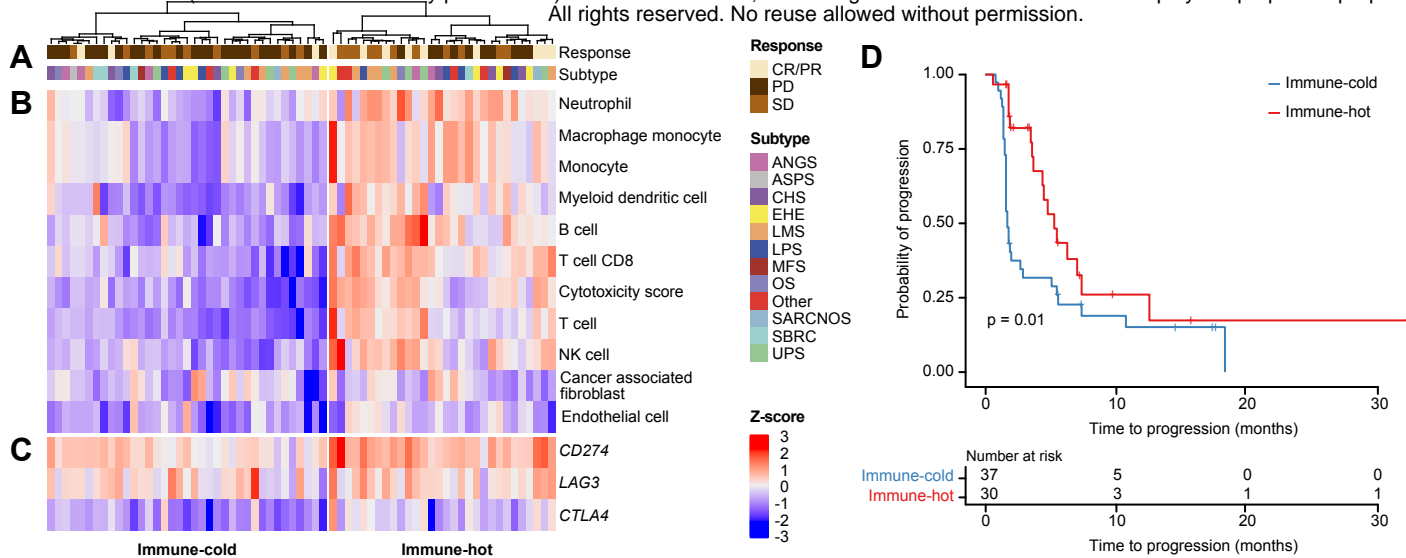 All rights reserved. No reuse allowed without permission.
A
Response
Subtype
B
Neutrophil
Macrophage monocyte
Monocyte
Myeloid dendritic cell
B cell
T cell CD8
Cytotoxicity score
T cell
NK cell
Cancer associated
fibroblast
Endothelial cell
C
CD274
LAG3
CTLA4
Immune-cold
Immune-hot
Response
CR/PR
PD
SD
Subtype
ANGS
ASPS
CHS
EHE
LMS
LPS
MFS
OS
Other
SARCNOS
SBRC
UPS
Z-score
3
2
1
0
-1
-2
-3
D
Probability of progression
1.00
0.75
0.50
0.25
0.00
Immune-cold
Immune-hot
p = 0.01
0 10 20 30
Time to progression (months)
Number at risk
Immune-cold 37 5 0 0
Immune-hot 30 3 1 1
0 10 20 30
Time to progression (months)